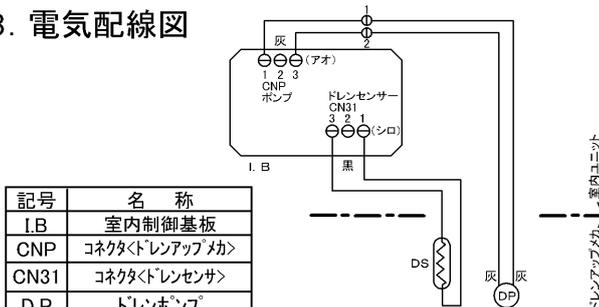 3. 電気配線図
1
2
灰
(アオ)
1 2 3
CNP
ポンプ
ドレンセンサー
CN31
3 2 1
(シロ)
I. B
黒
記号 名 称
I.B 室内制御基板
CNP コネクタ<ドレンアップメカ>
CN31 コネクタ<ドレンセンサ>
D.P ドレンポンプ
DS
灰 灰
DP
室内ユニット
ドレンアップメカ